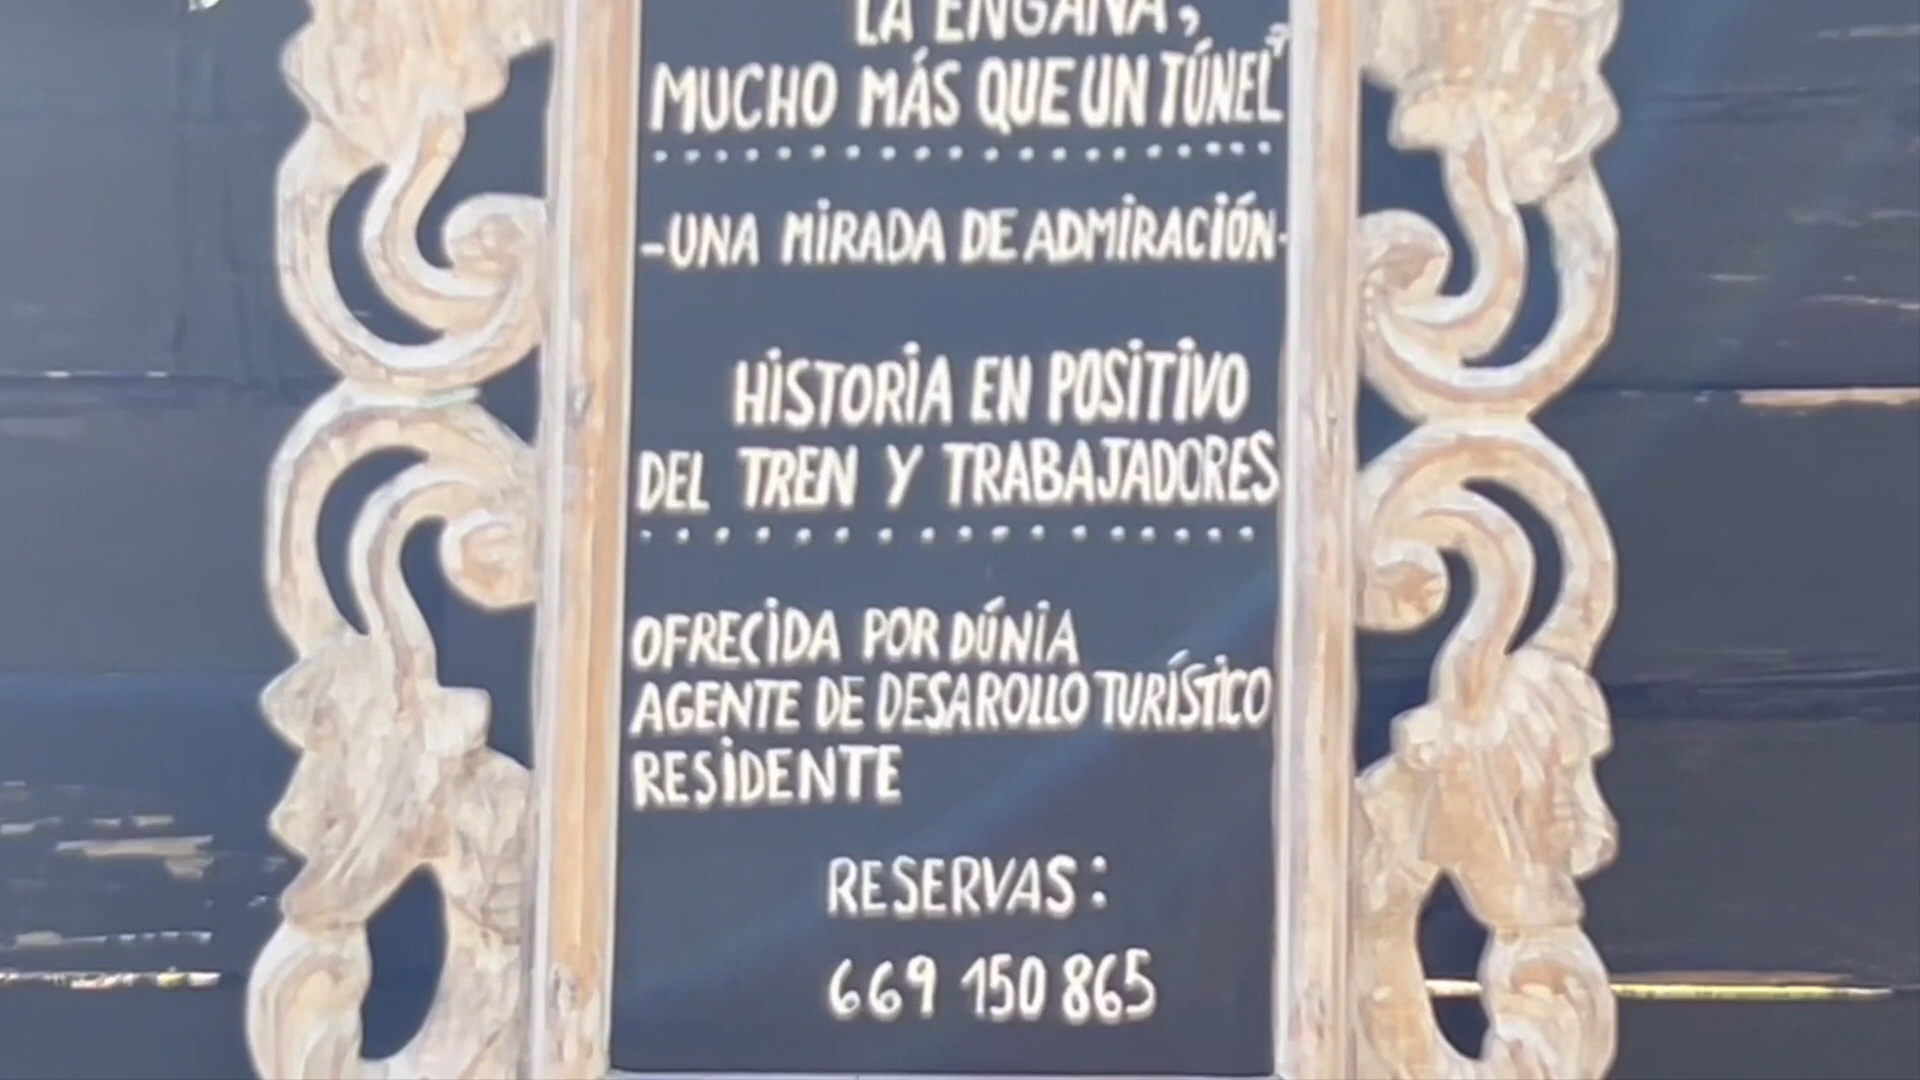 LA ENGAÑA,
MUCHO MÁS QUE UN TÚNEL"
-UNA MIRADA DE ADMIRACIÓN-
HISTORIA EN POSITIVO
DEL TREN Y TRABAJADORES
OFRECIDA POR DÚNIA
AGENTE DE DESAROLLO TURÍSTICO
RESIDENTE
RESERVAS:
669 150 865